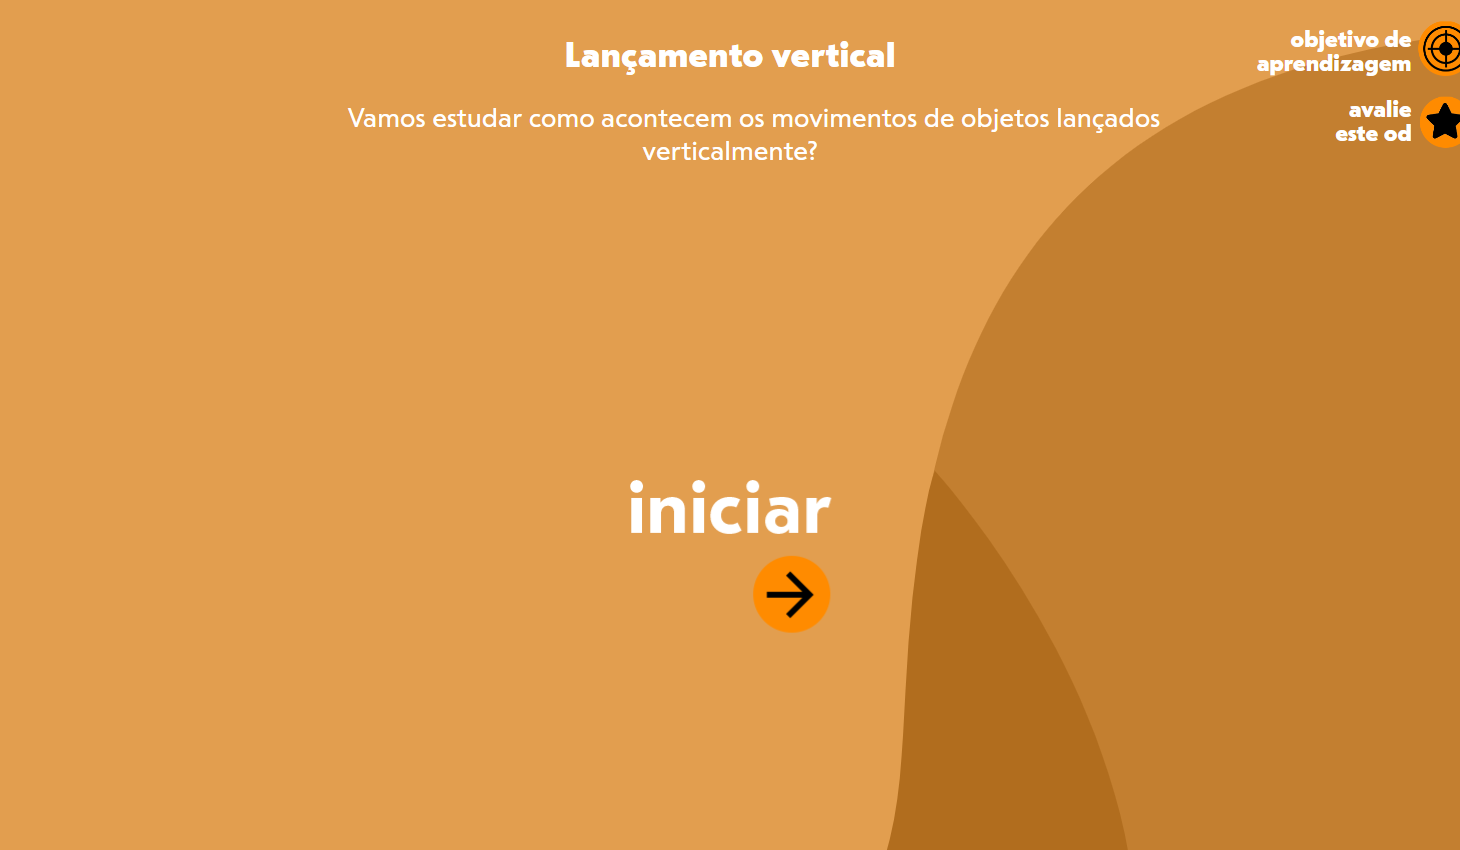 Lançamento vertical
Vamos estudar como acontecem os movimentos de objetos lançados
verticalmente?
objetivo de
aprendizagem
avalie
este od
iniciar